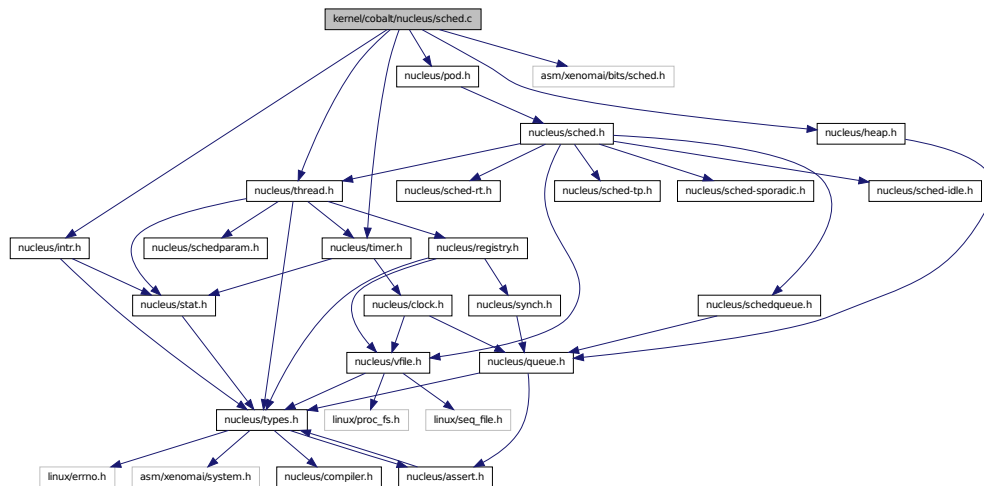 kernel/cobalt/nucleus/sched.c
nucleus/pod.h
asm/xenomai/bits/sched.h
nucleus/sched.h
nucleus/heap.h
nucleus/thread.h
nucleus/sched-rt.h
nucleus/sched-tp.h
nucleus/sched-sporadic.h
nucleus/sched-idle.h
nucleus/intr.h
nucleus/schedparam.h
nucleus/timer.h
nucleus/registry.h
nucleus/stat.h
nucleus/clock.h
nucleus/synch.h
nucleus/schedqueue.h
nucleus/vfile.h
nucleus/queue.h
nucleus/types.h
linux/proc_fs.h
linux/seq_file.h
linux/errno.h
asm/xenomai/system.h
nucleus/compiler.h
nucleus/assert.h